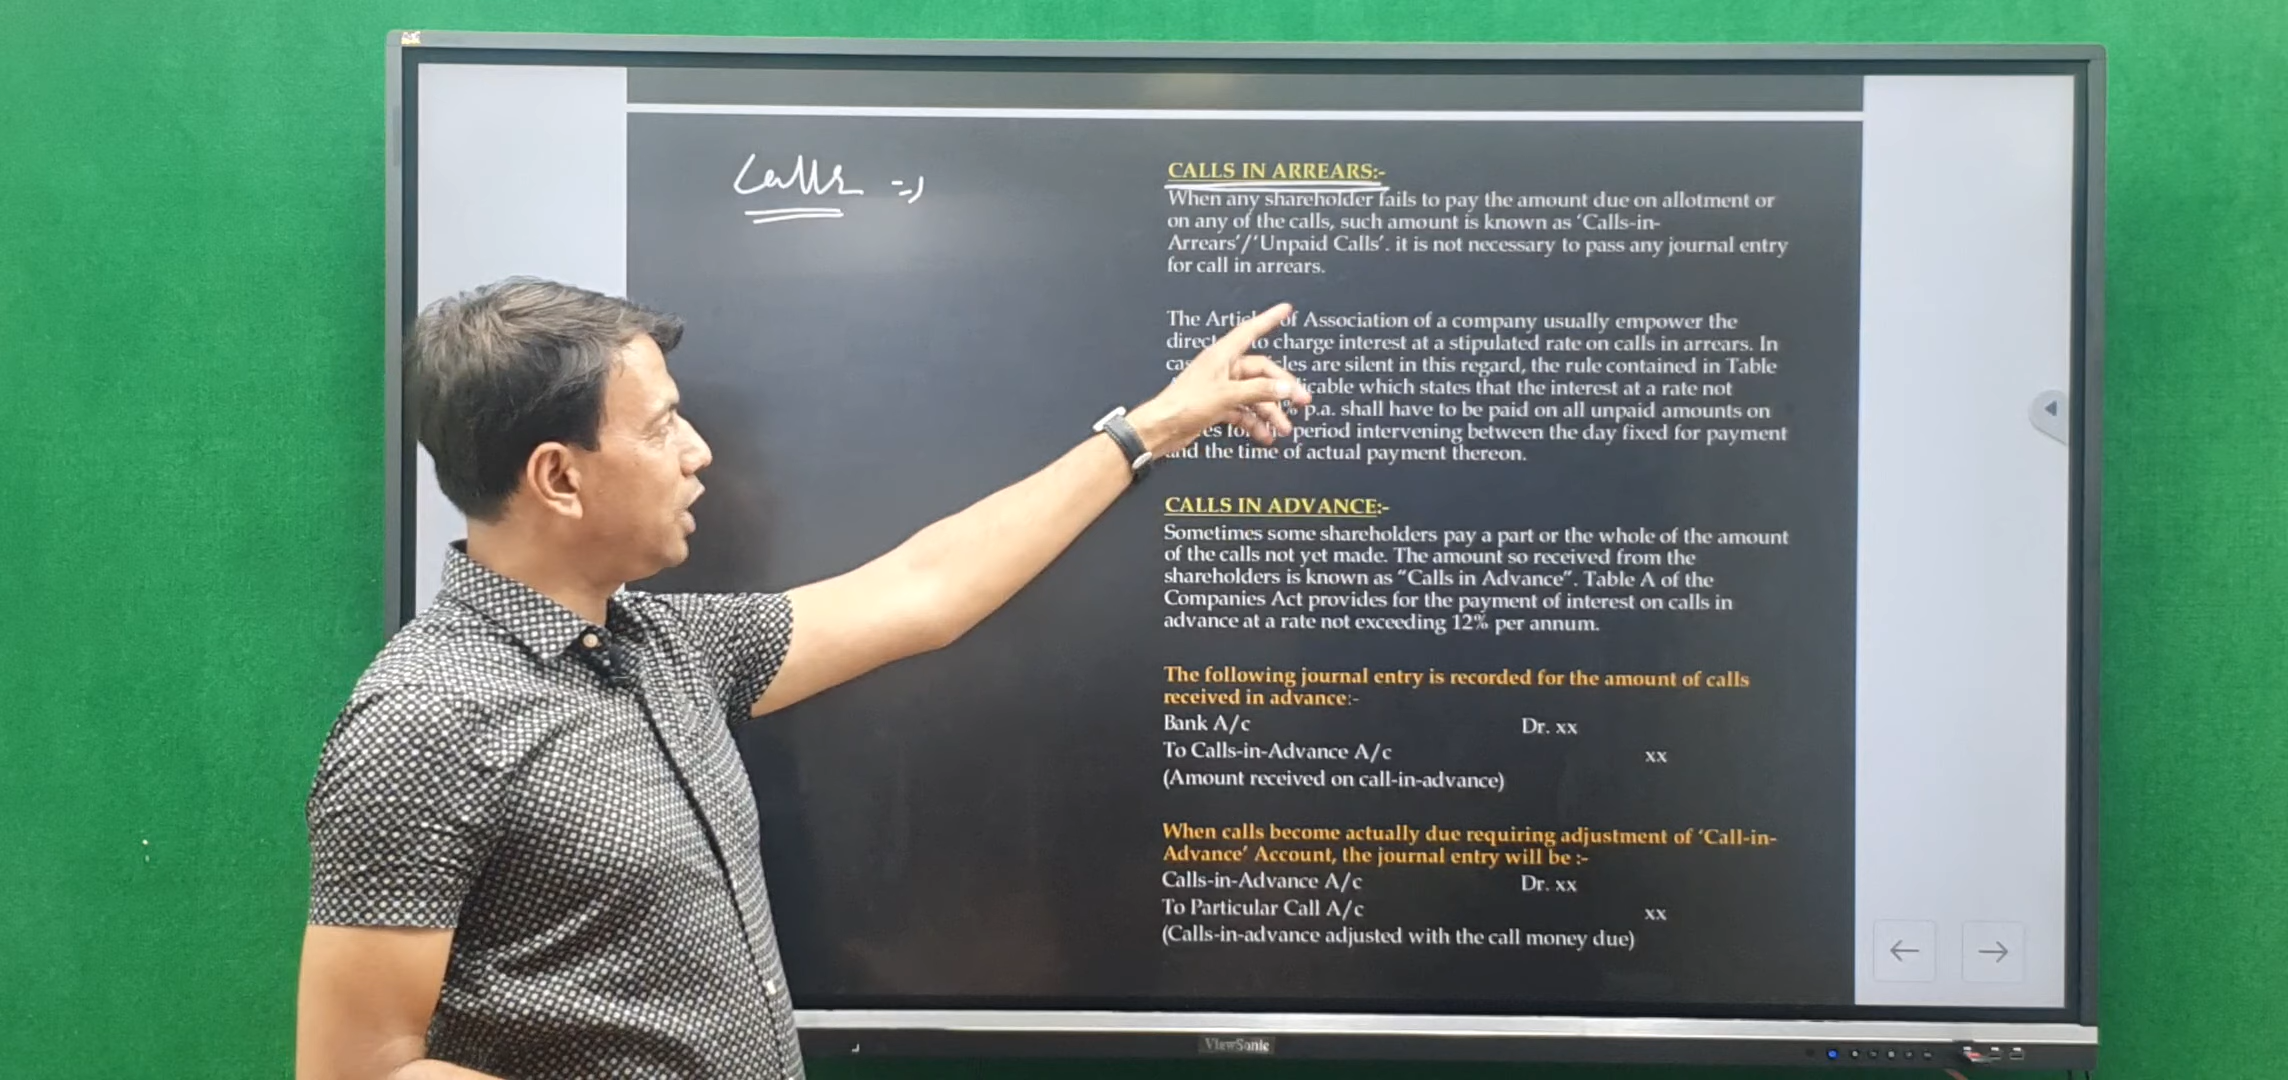 Calls =)
CALLS IN ARREARS:-
When any shareholder fails to pay the amount due on allotment or
on any of the calls, such amount is known as ‘Calls-in-
Arrears’/‘Unpaid Calls’. it is not necessary to pass any journal entry
for call in arrears.
The of Association of a company usually empower the
to charge interest at a stipulated rate on calls in arrears. In
are silent in this regard, the rule contained in Table
which states that the interest at a rate not
p.a. shall have to be paid on all unpaid amounts on
period intervening between the day fixed for payment
and the time of actual payment thereon.
CALLS IN ADVANCE:-
Sometimes some shareholders pay a part or the whole of the amount
of the calls not yet made. The amount so received from the
shareholders is known as “Calls in Advance”. Table A of the
Companies Act provides for the payment of interest on calls in
advance at a rate not exceeding 12% per annum.
The following journal entry is recorded for the amount of calls
received in advance:-
Bank A/c Dr. xx
To Calls-in-Advance A/c xx
(Amount received on call-in-advance)
When calls become actually due requiring adjustment of ‘Call-in-
Advance’ Account, the journal entry will be :-
Calls-in-Advance A/c Dr. xx
To Particular Call A/c xx
(Calls-in-advance adjusted with the call money due)
ViewSonic